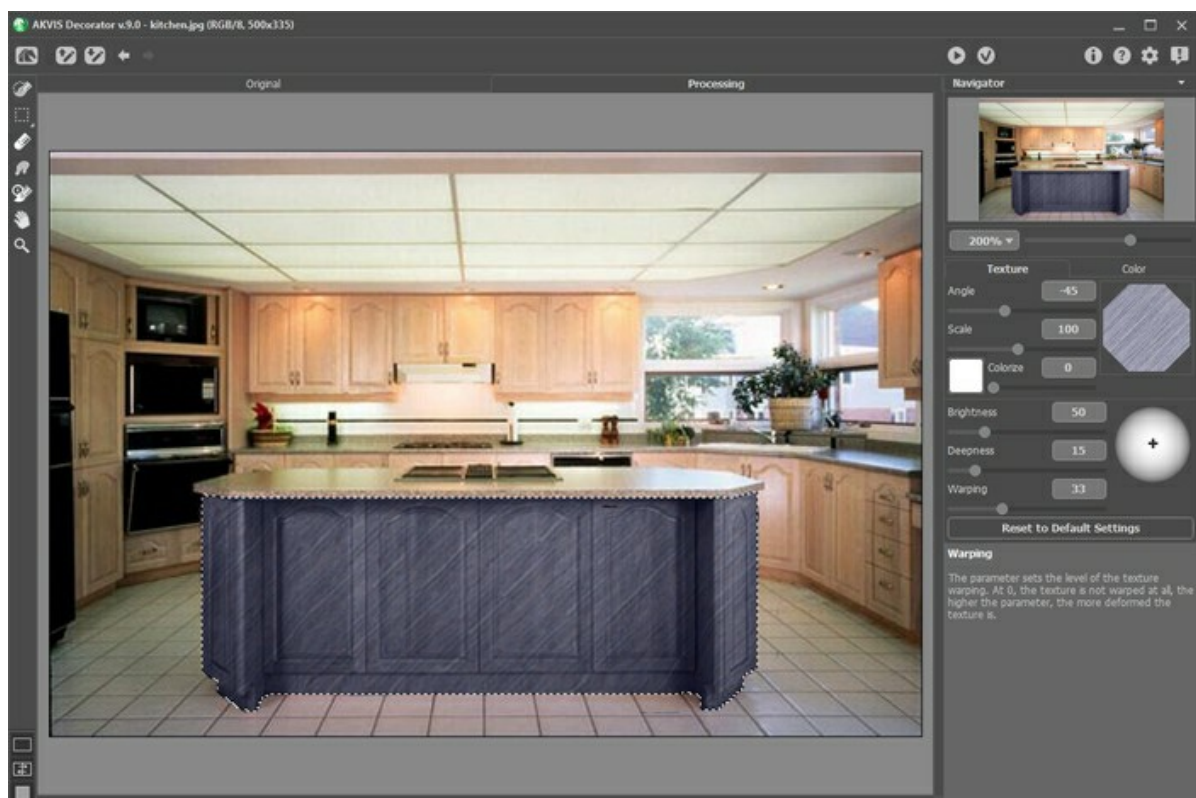 AKVIS Decorator v.9.0 - kitchen.jpg (RGB/8, 500x335)
Original
Processing
Navigator
200%
Texture
Color
Angle
-45
Scale
100
Colorize
0
Brightness
50
Deepness
15
Warping
33
Reset to Default Settings
Warping
The parameter sets the level of the texture
warping. At 0, the texture is not warped at all, the
higher the parameter, the more deformed the
texture is.